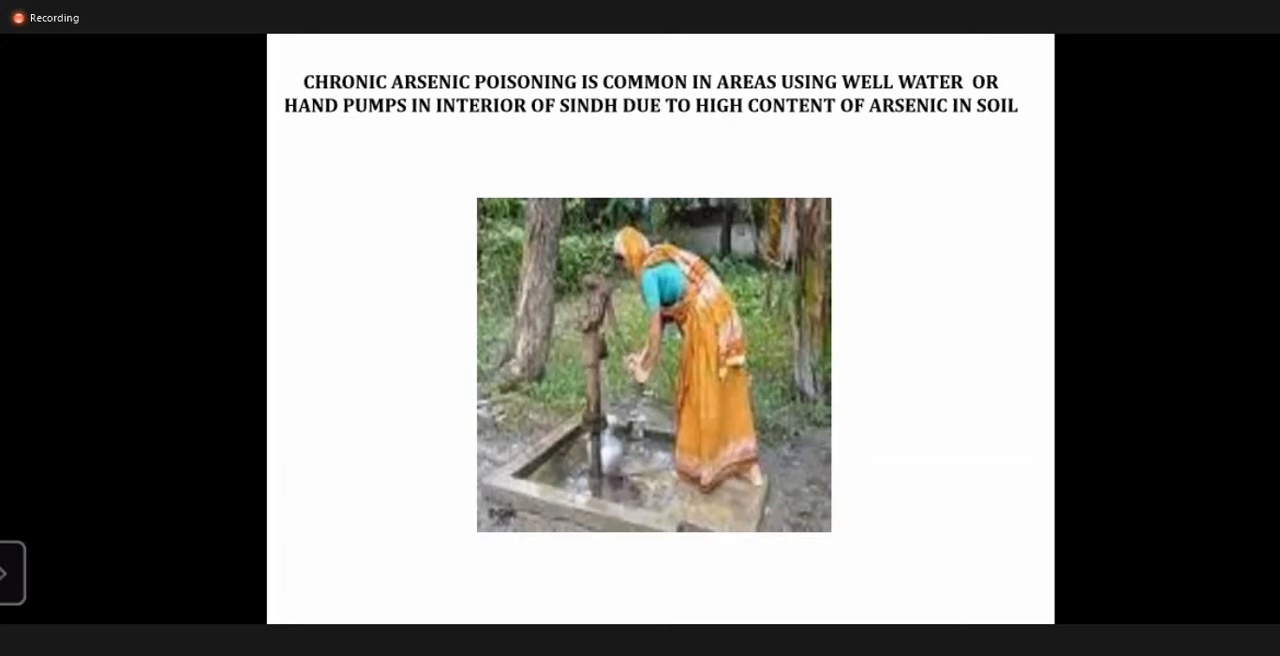 Recording
CHRONIC ARSENIC POISONING IS COMMON IN AREAS USING WELL WATER OR
HAND PUMPS IN INTERIOR OF SINDH DUE TO HIGH CONTENT OF ARSENIC IN SOIL